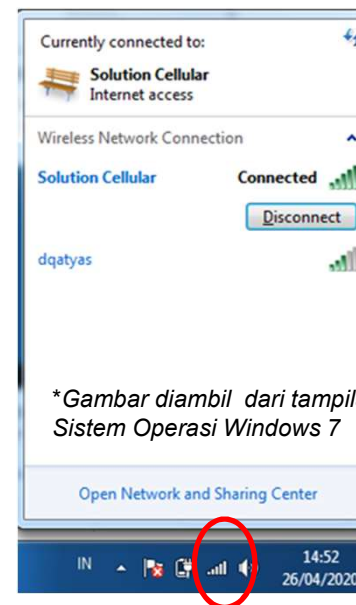 Currently connected to:
Solution Cellular
Internet access
Wireless Network Connection
Solution Cellular Connected
Disconnect
dqatyas
*Gambar diambil dari tampil
Sistem Operasi Windows 7
Open Network and Sharing Center
IN 14:52
26/04/2020